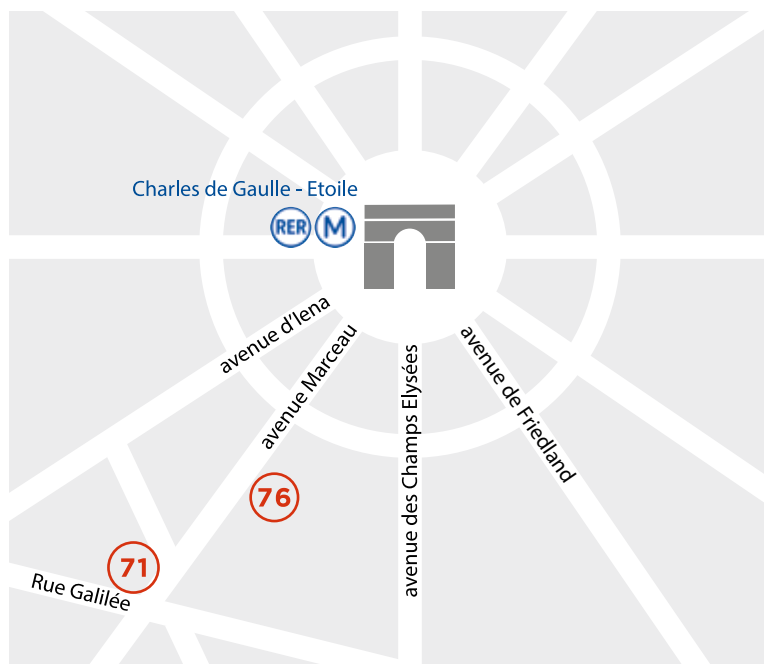 Charles de Gaulle - Etoile
RER M
avenue d'Iena
avenue Marceau
avenue des Champs Elysées
avenue de Friedland
76
71
Rue Galilée